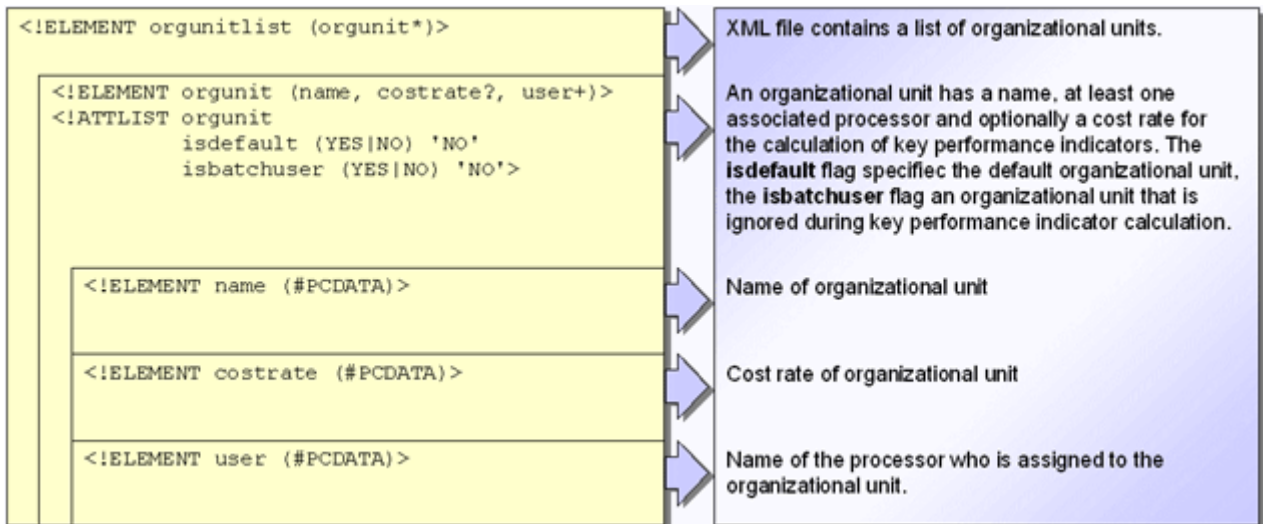 <!ELEMENT orgunitlist (orgunit*)>
XML file contains a list of organizational units.
<!ELEMENT orgunit (name, costrate?, user+)>
<!ATTLIST orgunit
isdefault (YES|NO) 'NO'
isbatchuser (YES|NO) 'NO'>
An organizational unit has a name, at least one
associated processor and optionally a cost rate for
the calculation of key performance indicators. The
isdefault flag specifiec the default organizational unit,
the isbatchuser flag an organizational unit that is
ignored during key performance indicator calculation.
<!ELEMENT name (#PCDATA)>
Name of organizational unit
<!ELEMENT costrate (#PCDATA)>
Cost rate of organizational unit
<!ELEMENT user (#PCDATA)>
Name of the processor who is assigned to the
organizational unit.